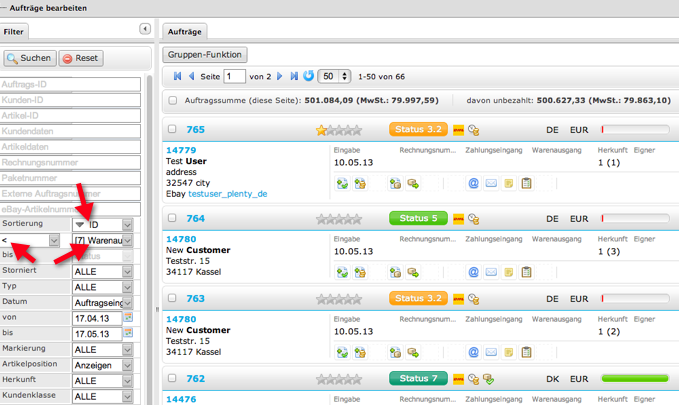 Aufträge bearbeiten
Filter
Suchen Reset
Auftrags-ID
Kunden-ID
Artikel-ID
Kundendaten
Artikeldaten
Rechnungsnummer
Paketnummer
Externe Auftragsnummer
eBay-Artikelnumm
Sortierung ID
< [7] Warenau
bis
Storniert ALLE
Typ ALLE
Datum Auftragsein
von 17.04.13
bis 17.05.13
Markierung ALLE
Artikelposition Anzeigen
Herkunft ALLE
Kundenklasse ALLE
Aufträge
Gruppen-Funktion
Seite 1 von 2 50 1-50 von 66
Auftragssumme (diese Seite): 501.084,09 (MwSt.: 79.997,59) davon unbezahlt: 500.627,33 (MwSt.: 79.863,10)
765 Status 3.2 DE EUR
14779 Eingabe Rechnungsnum... Zahlungseingang Warenausgang Herkunft Eigner
Test User 10.05.13 1 (1)
address
32547 city
Ebay testuser_plenty_de
764 Status 5 DE EUR
14780 Eingabe Rechnungsnum... Zahlungseingang Warenausgang Herkunft Eigner
New Customer 10.05.13 1 (3)
Teststr. 15
34117 Kassel
763 Status 3.2 DE EUR
14780 Eingabe Rechnungsnum... Zahlungseingang Warenausgang Herkunft Eigner
New Customer 10.05.13 1 (2)
Teststr. 15
34117 Kassel
762 Status 7 DK EUR
14476 Eingabe Rechnungsnum... Zahlungseingang Warenausgang Herkunft Eigner